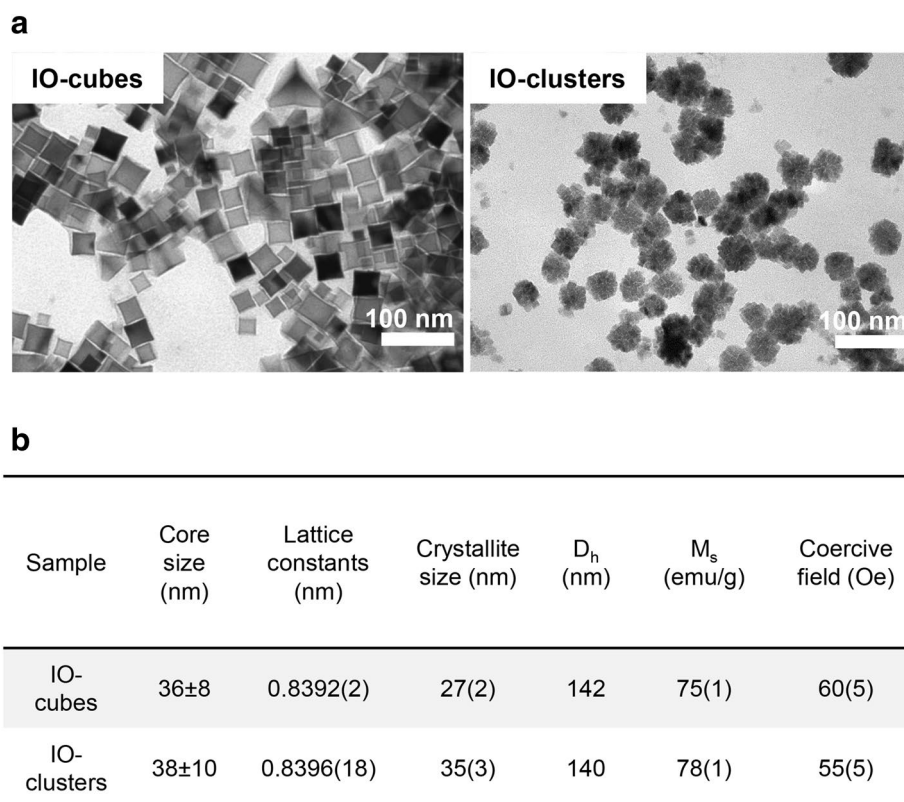 a
IO-cubes
100 nm
IO-clusters
100 nm
b
Sample Core size (nm) Lattice constants (nm) Crystallite size (nm) Dₕ (nm) Mₛ (emu/g) Coercive field (Oe)
IO-cubes 36±8 0.8392(2) 27(2) 142 75(1) 60(5)
IO-clusters 38±10 0.8396(18) 35(3) 140 78(1) 55(5)